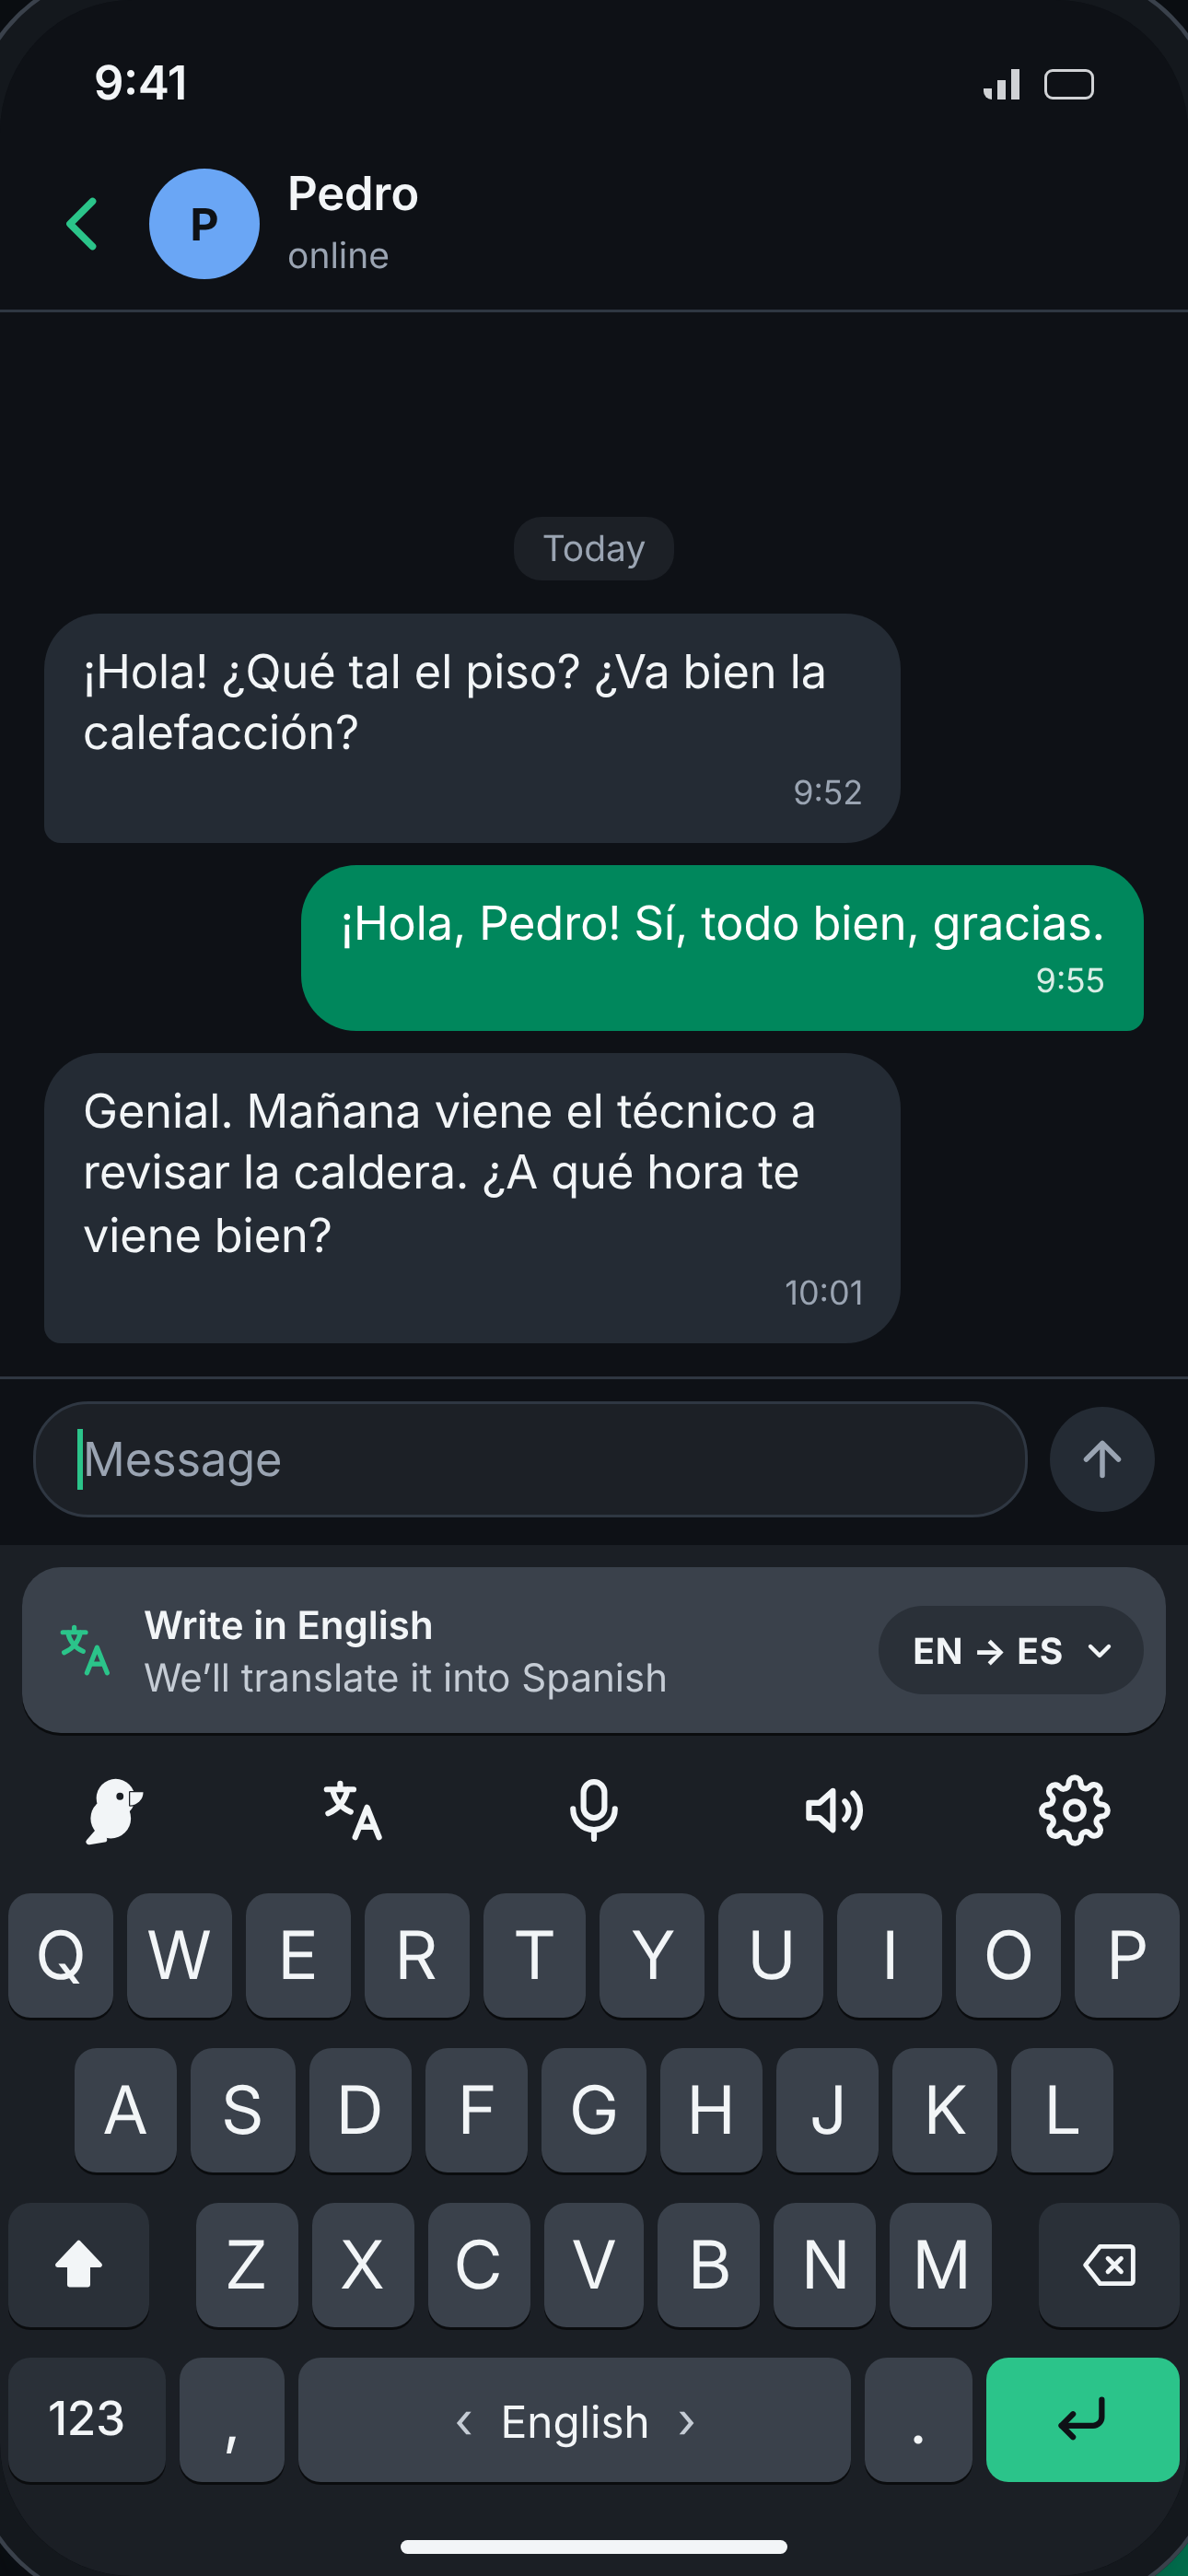 9:41
P
Pedro
online
Today
¡Hola! ¿Qué tal el piso? ¿Va bien la
calefacción?
9:52
¡Hola, Pedro! Sí, todo bien, gracias.
9:55
Genial. Mañana viene el técnico a
revisar la caldera. ¿A qué hora te
viene bien?
10:01
Message
Write in English
We’ll translate it into Spanish
EN → ES
Q W E R T Y U I O P
A S D F G H J K L
Z X C V B N M
123 , ‹ English › .